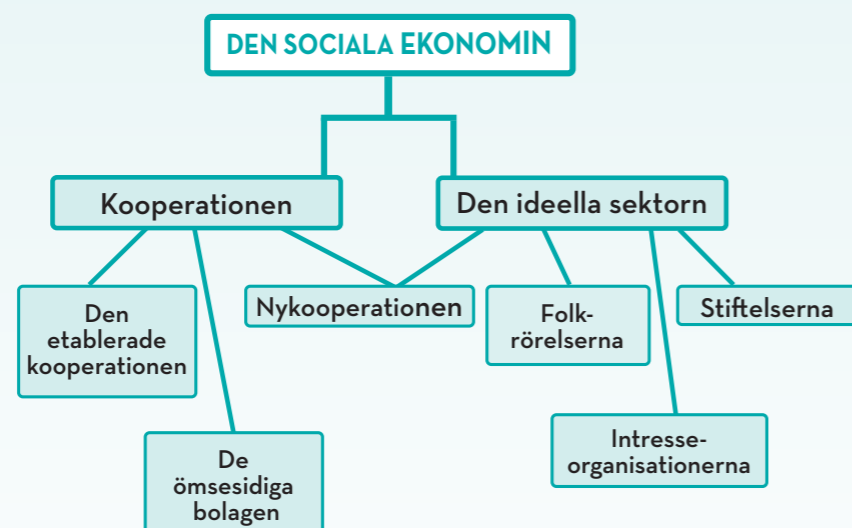 DEN SOCIALA EKONOMIN
Kooperationen
Den ideella sektorn
Den
etablerade
kooperationen
Nykooperationen
Folk-
rörelserna
Stiftelserna
De
ömsesidiga
bolagen
Intresse-
organisationerna